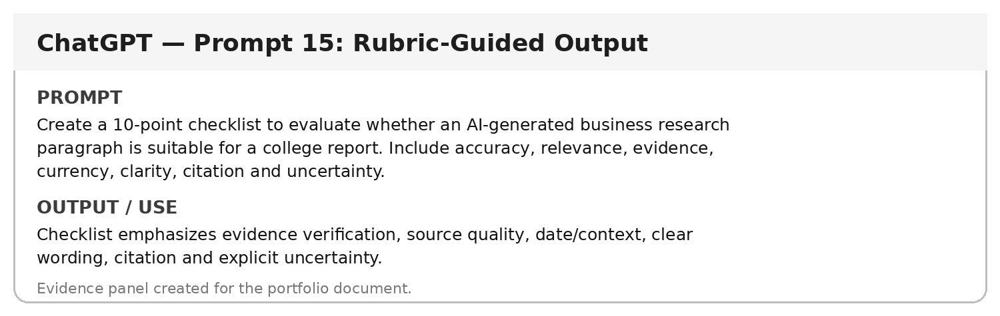 ChatGPT — Prompt 15: Rubric-Guided Output
PROMPT
Create a 10-point checklist to evaluate whether an AI-generated business research
paragraph is suitable for a college report. Include accuracy, relevance, evidence,
currency, clarity, citation and uncertainty.
OUTPUT / USE
Checklist emphasizes evidence verification, source quality, date/context, clear
wording, citation and explicit uncertainty.
Evidence panel created for the portfolio document.